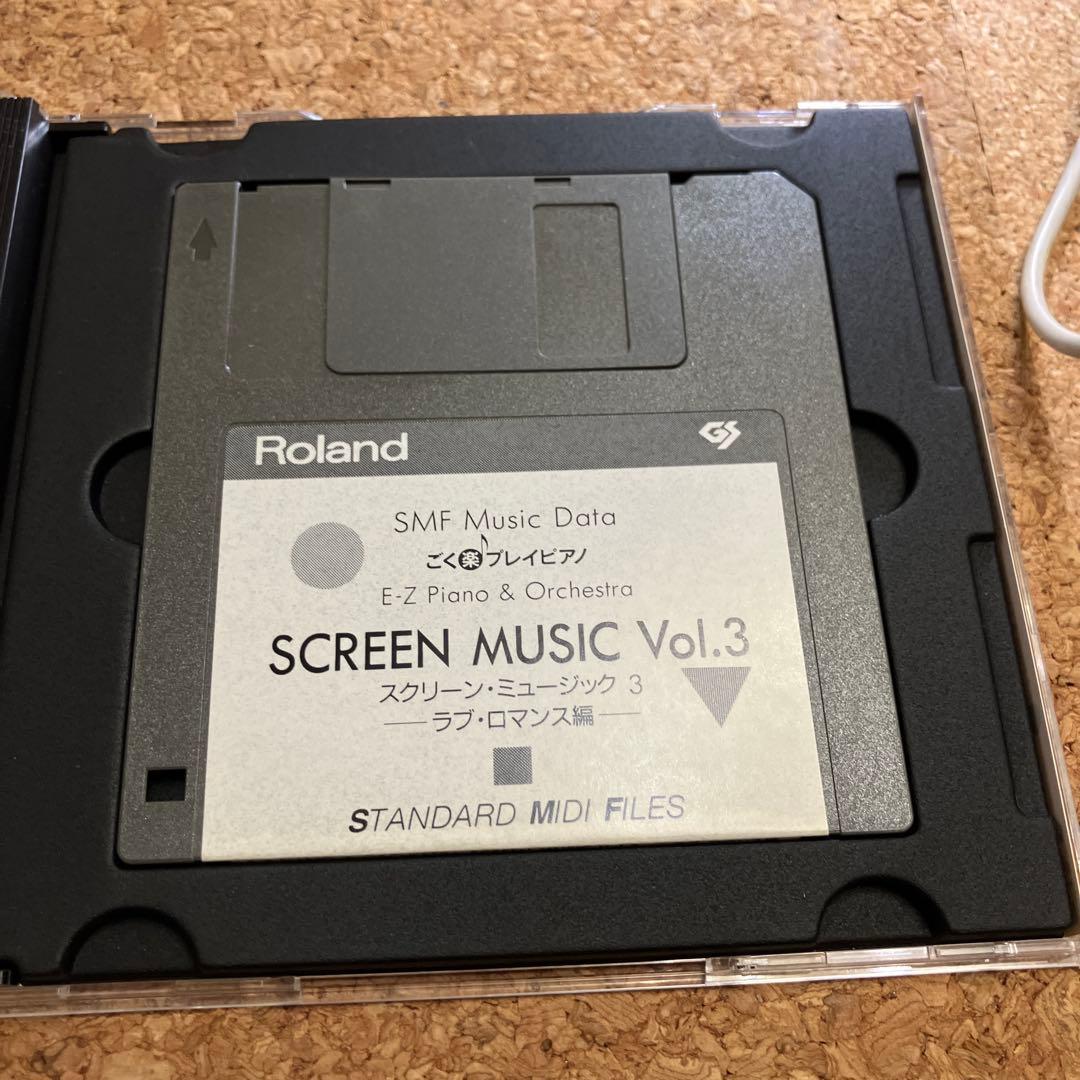 Roland GS
SMF Music Data
ごく楽プレイピアノ
E-Z Piano & Orchestra
SCREEN MUSIC Vol.3
スクリーン・ミュージック 3
―ラブ・ロマンス編―
STANDARD MIDI FILES